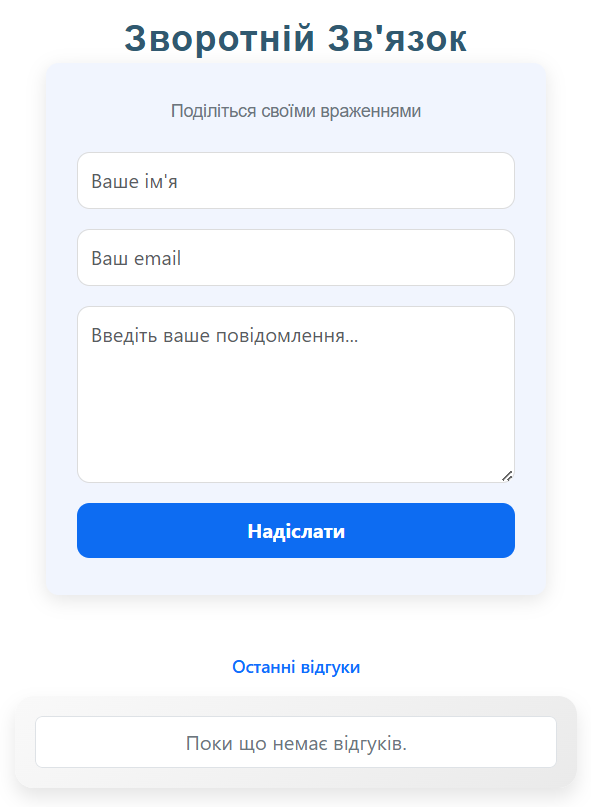 Зворотній Зв'язок
Поділіться своїми враженнями
Ваше ім'я
Ваш email
Введіть ваше повідомлення...
Надіслати
Останні відгуки
Поки що немає відгуків.